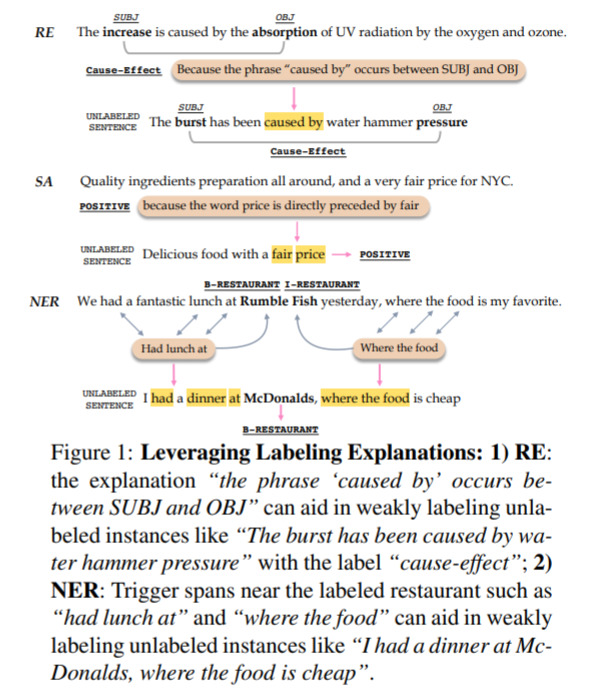 SUBJ OBJ
RE The increase is caused by the absorption of UV radiation by the oxygen and ozone.
Cause-Effect Because the phrase “caused by” occurs between SUBJ and OBJ
SUBJ OBJ
UNLABELED SENTENCE The burst has been caused by water hammer pressure
Cause-Effect
SA Quality ingredients preparation all around, and a very fair price for NYC.
POSITIVE because the word price is directly preceded by fair
UNLABELED SENTENCE Delicious food with a fair price POSITIVE
B-RESTAURANT I-RESTAURANT
NER We had a fantastic lunch at Rumble Fish yesterday, where the food is my favorite.
Had lunch at Where the food
UNLABELED SENTENCE I had a dinner at McDonalds, where the food is cheap
B-RESTAURANT
Figure 1: Leveraging Labeling Explanations: 1) RE:
the explanation “the phrase ‘caused by’ occurs be-
tween SUBJ and OBJ” can aid in weakly labeling unla-
beled instances like “The burst has been caused by wa-
ter hammer pressure” with the label “cause-effect”; 2)
NER: Trigger spans near the labeled restaurant such as
“had lunch at” and “where the food” can aid in weakly
labeling unlabeled instances like “I had a dinner at Mc-
Donalds, where the food is cheap”.